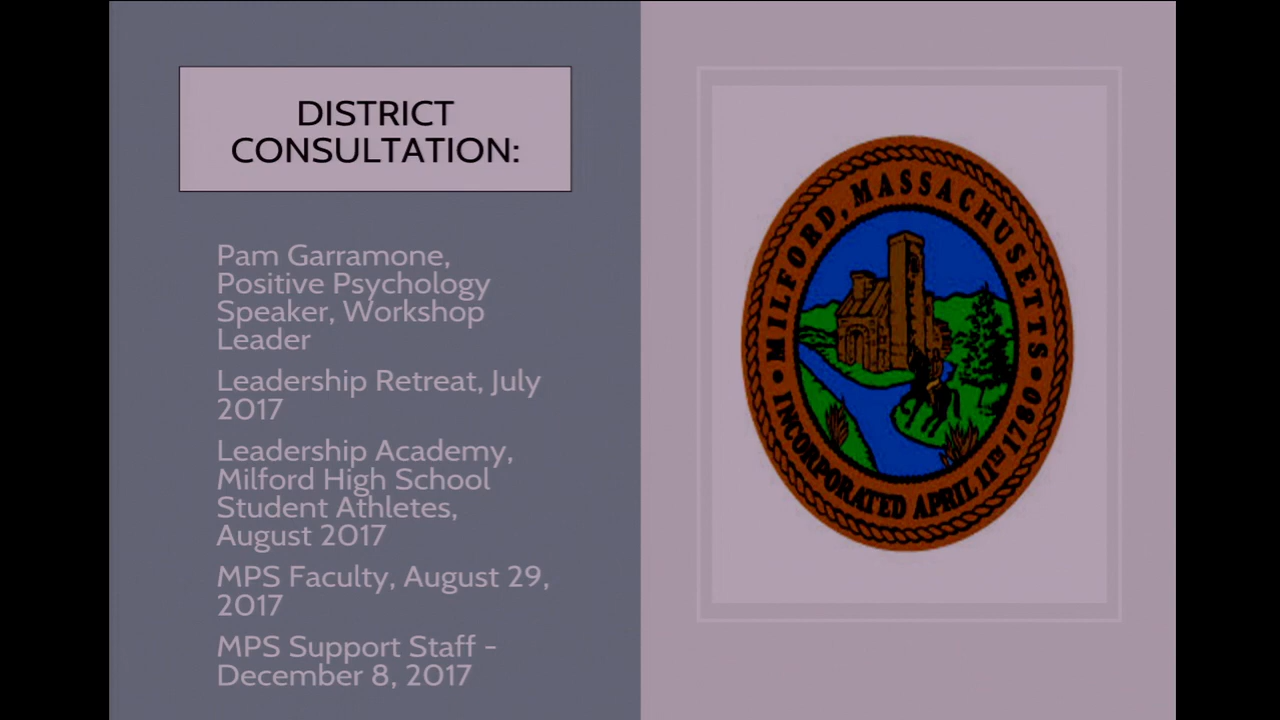 DISTRICT
CONSULTATION:
Pam Garramone,
Positive Psychology
Speaker, Workshop
Leader
Leadership Retreat, July
2017
Leadership Academy,
Milford High School
Student Athletes,
August 2017
MPS Faculty, August 29,
2017
MPS Support Staff -
December 8, 2017
• MILFORD, MASSACHUSETTS •
INCORPORATED APRIL 11TH 1780